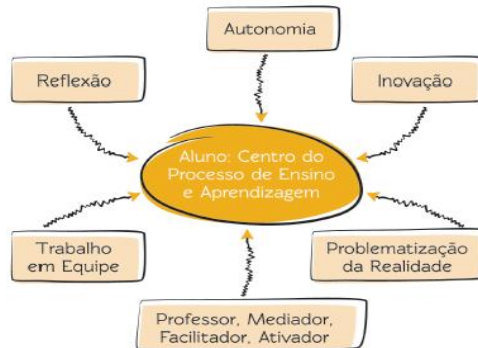 Autonomia
Reflexão
Inovação
Aluno: Centro do
Processo de Ensino
e Aprendizagem
Trabalho
em Equipe
Problematização
da Realidade
Professor, Mediador,
Facilitador, Ativador